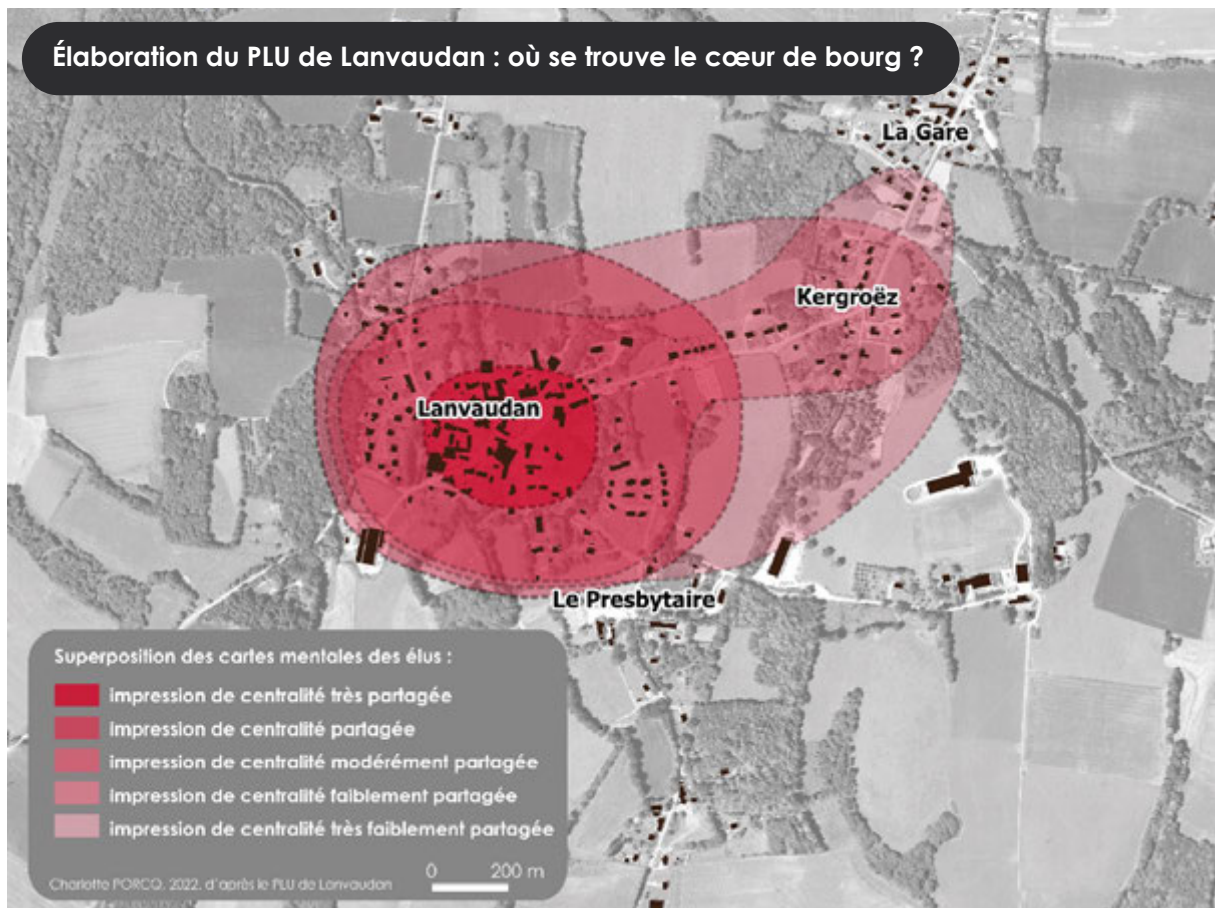 Élaboration du PLU de Lanvaudan : où se trouve le cœur de bourg ?
La Gare
Kergroëz
Lanvaudan
Le Presbytaire
Superposition des cartes mentales des élus :
impression de centralité très partagée
impression de centralité partagée
impression de centralité modérément partagée
impression de centralité faiblement partagée
impression de centralité très faiblement partagée
0 200 m
Charlotte PORCQ, 2022, d'après le PLU de Lanvaudan